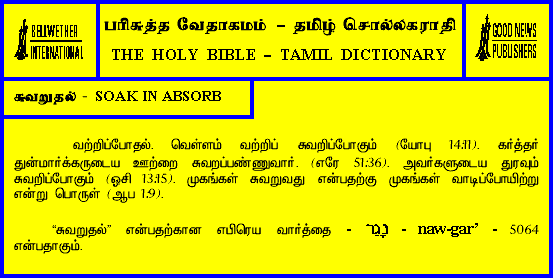 BELLWETHER
INTERNATIONAL
பரிசுத்த வேதாகமம் – தமிழ் சொல்லகராதி
THE HOLY BIBLE – TAMIL DICTIONARY
GOOD NEWS
PUBLISHERS
சுவறுதல் - SOAK IN ABSORB
வற்றிப்போதல். வெள்ளம் வற்றிப் சுவறிப்போகும் (யோபு 14:11). கர்த்தர்
துன்மார்க்கருடைய ஊற்றை சுவறப்பண்ணுவார். (எரே 51:36). அவர்களுடைய துரவும்
சுவறிப்போகும் (ஒசி 13:15). முகங்கள் சுவறுவது என்பதற்கு முகங்கள் வாடிப்போயிற்று
என்று பொருள் (ஆப 1:9).
“சுவறுதல்” என்பதற்கான எபிரெய வார்த்தை - נָגַר - naw-gar’ - 5064
என்பதாகும்.